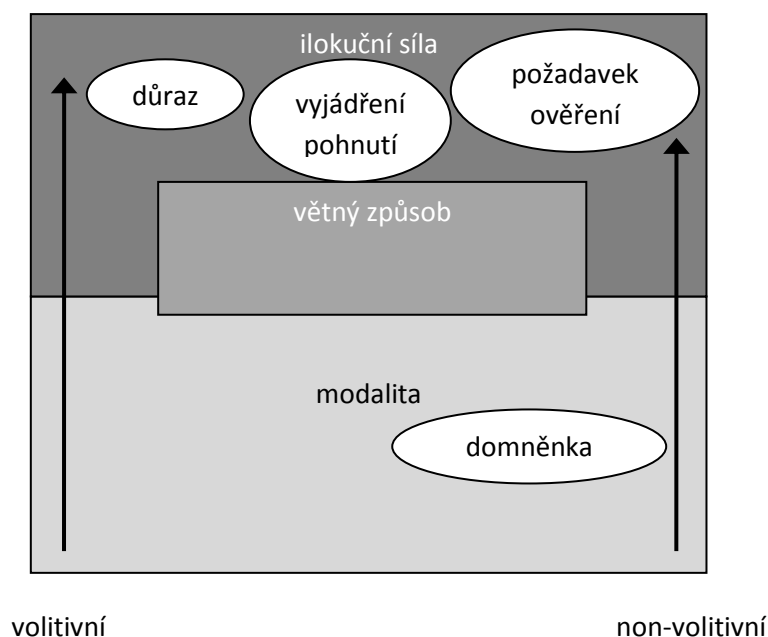 ilokuční síla
důraz
vyjádření
pohnutí
požadavek
ověření
větný způsob
modalita
domněnka
volitivní
non-volitivní